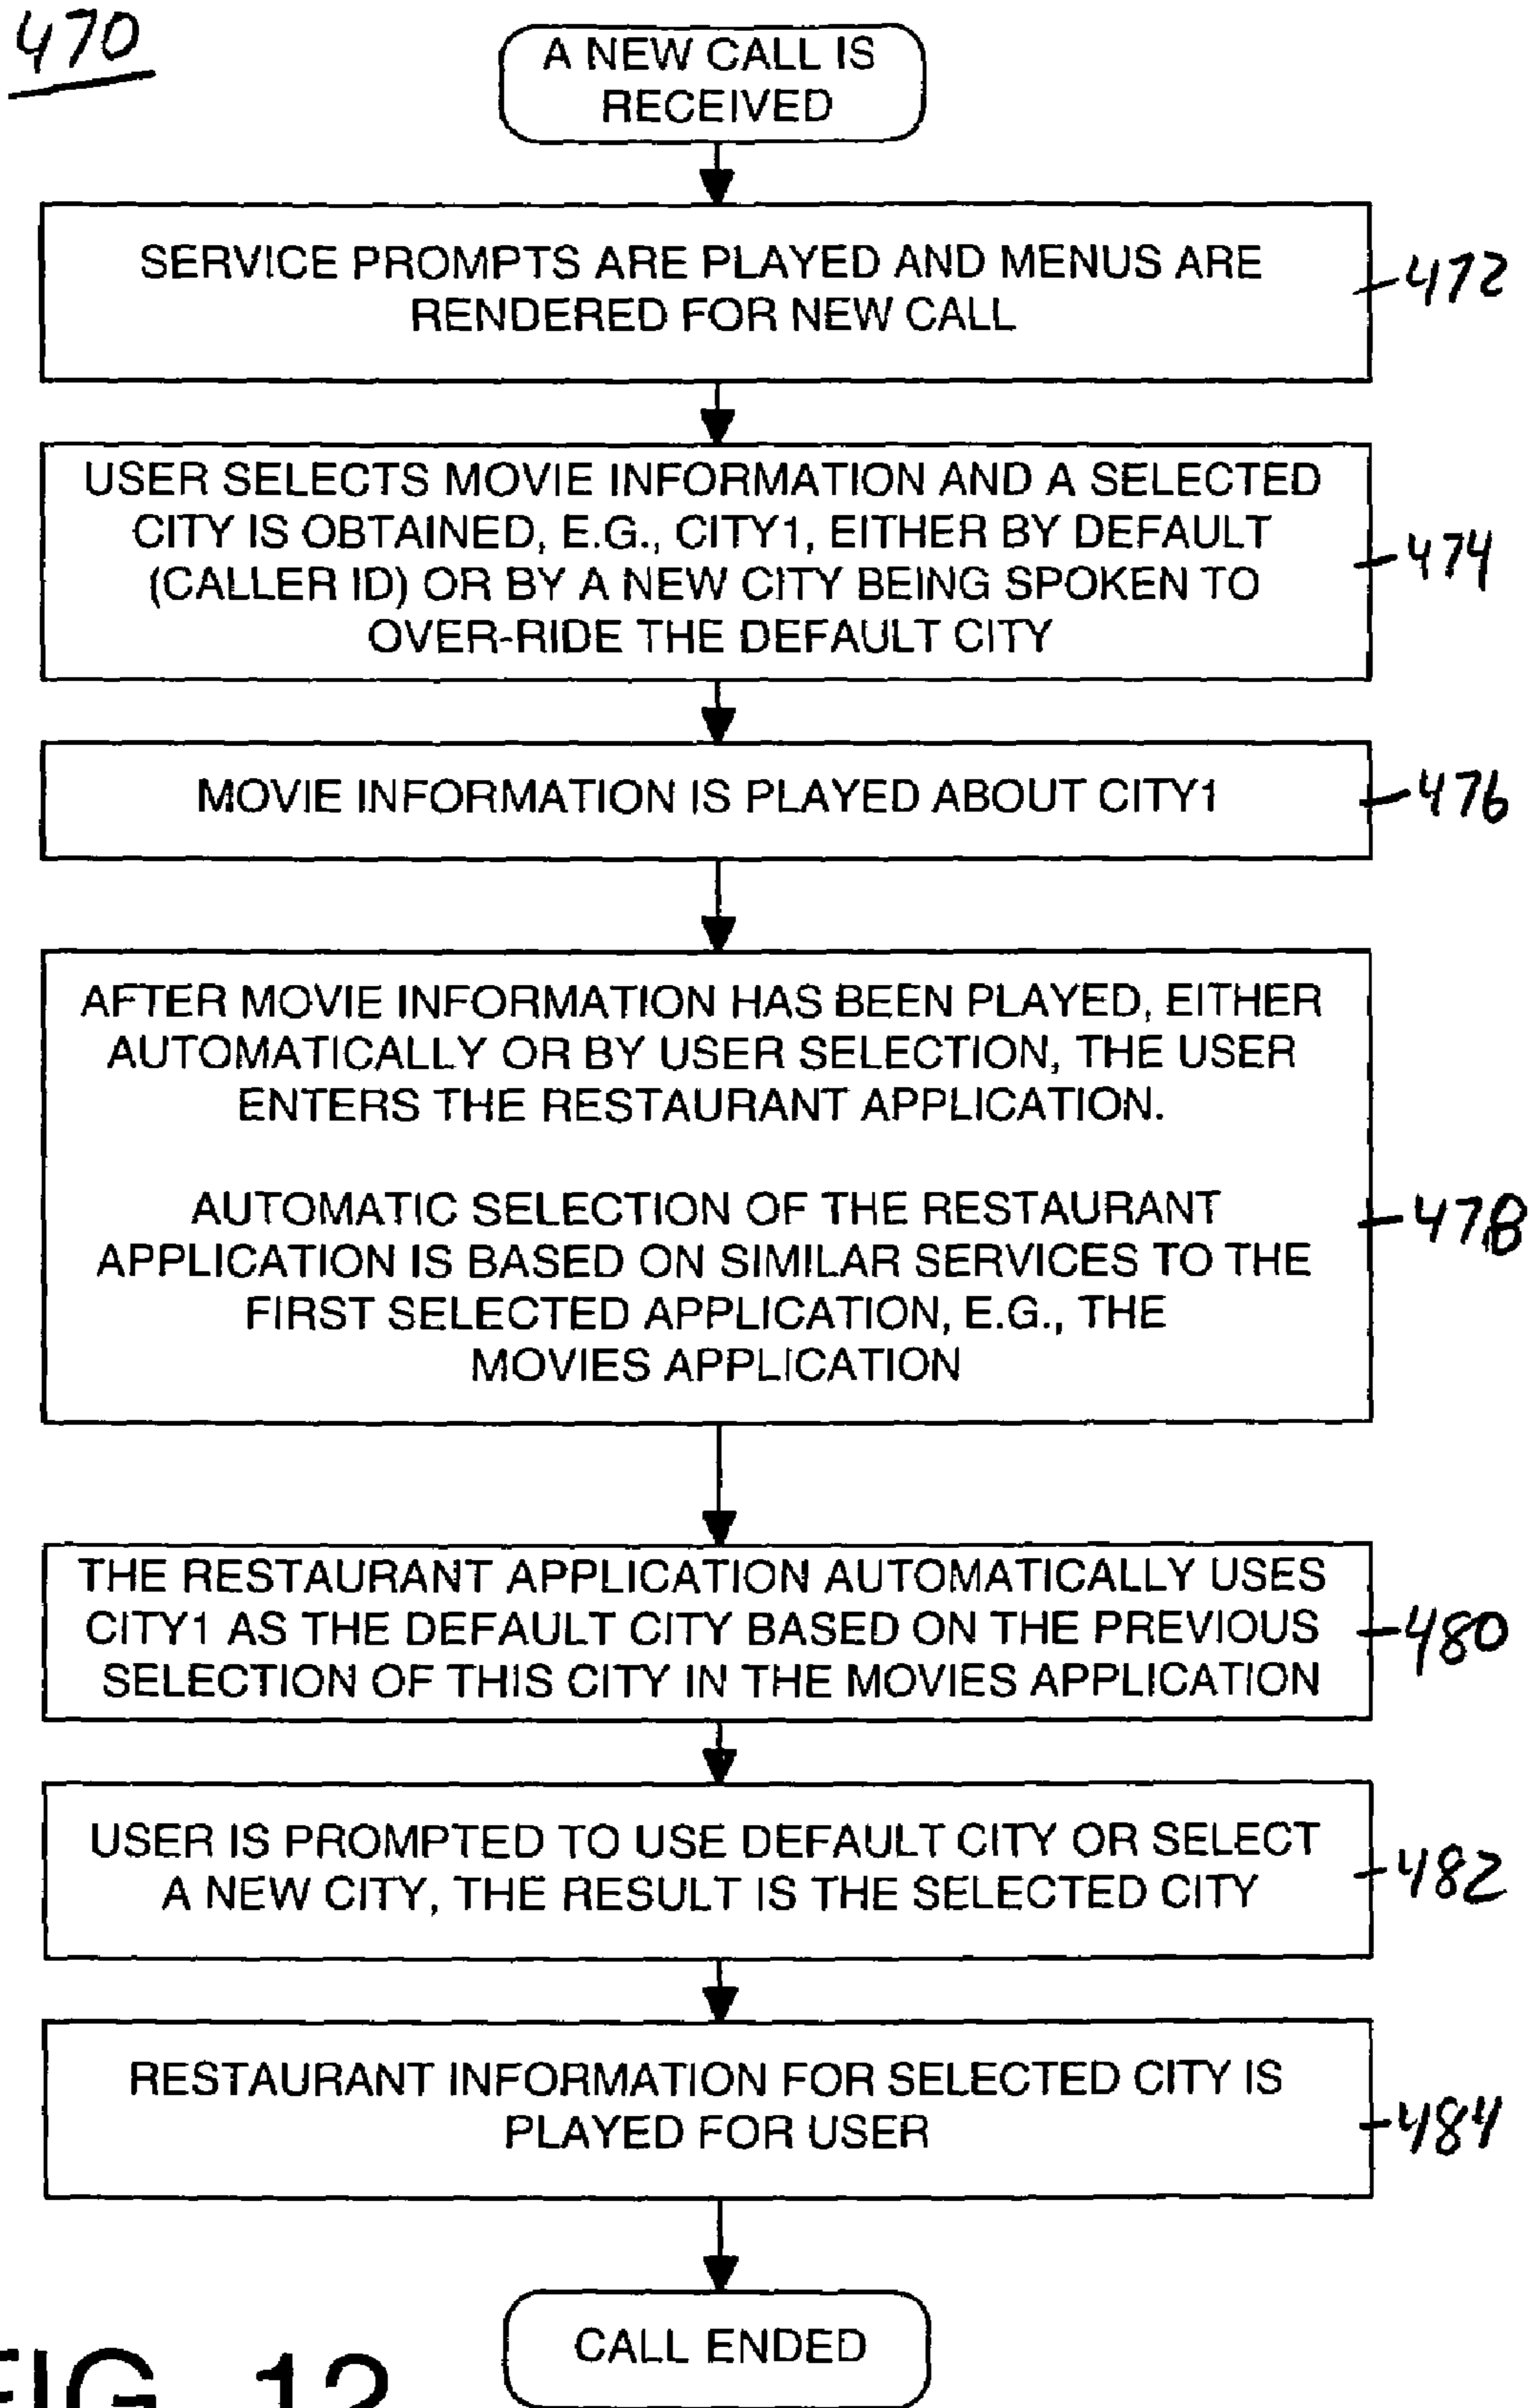 470
A NEW CALL IS
RECEIVED
SERVICE PROMPTS ARE PLAYED AND MENUS ARE
RENDERED FOR NEW CALL
472
USER SELECTS MOVIE INFORMATION AND A SELECTED
CITY IS OBTAINED, E.G., CITY1, EITHER BY DEFAULT
(CALLER ID) OR BY A NEW CITY BEING SPOKEN TO
OVER-RIDE THE DEFAULT CITY
474
MOVIE INFORMATION IS PLAYED ABOUT CITY1
476
AFTER MOVIE INFORMATION HAS BEEN PLAYED, EITHER
AUTOMATICALLY OR BY USER SELECTION, THE USER
ENTERS THE RESTAURANT APPLICATION.
AUTOMATIC SELECTION OF THE RESTAURANT
APPLICATION IS BASED ON SIMILAR SERVICES TO THE
FIRST SELECTED APPLICATION, E.G., THE
MOVIES APPLICATION
478
THE RESTAURANT APPLICATION AUTOMATICALLY USES
CITY1 AS THE DEFAULT CITY BASED ON THE PREVIOUS
SELECTION OF THIS CITY IN THE MOVIES APPLICATION
480
USER IS PROMPTED TO USE DEFAULT CITY OR SELECT
A NEW CITY, THE RESULT IS THE SELECTED CITY
482
RESTAURANT INFORMATION FOR SELECTED CITY IS
PLAYED FOR USER
484
CALL ENDED
FIG. 12